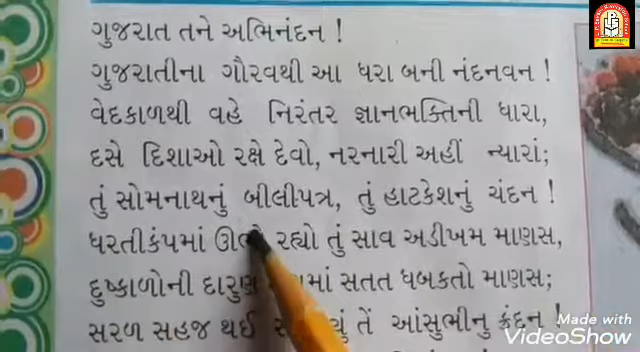 ગુજરાત તને અભિનંદન !
ગુજરાતીના ગૌરવથી આ ધરા બની નંદનવન !
વેદકાળથી વહે નિરંતર જ્ઞાનભક્તિની ધારા,
દસે દિશાઓ રક્ષે દેવો, નરનારી અહીં ન્યારાં;
તું સોમનાથનું બીલીપત્ર, તું હાટકેશનું ચંદન !
ધરતીકંપમાં રહ્યો તું સાવ અડીખમ માણસ,
દુષ્કાળોની દારુણ સતત ધબકતો માણસ;
સરળ સહજ થઈ તેં આંસુભીનુ ક્રંદન !
Made with
VideoShow